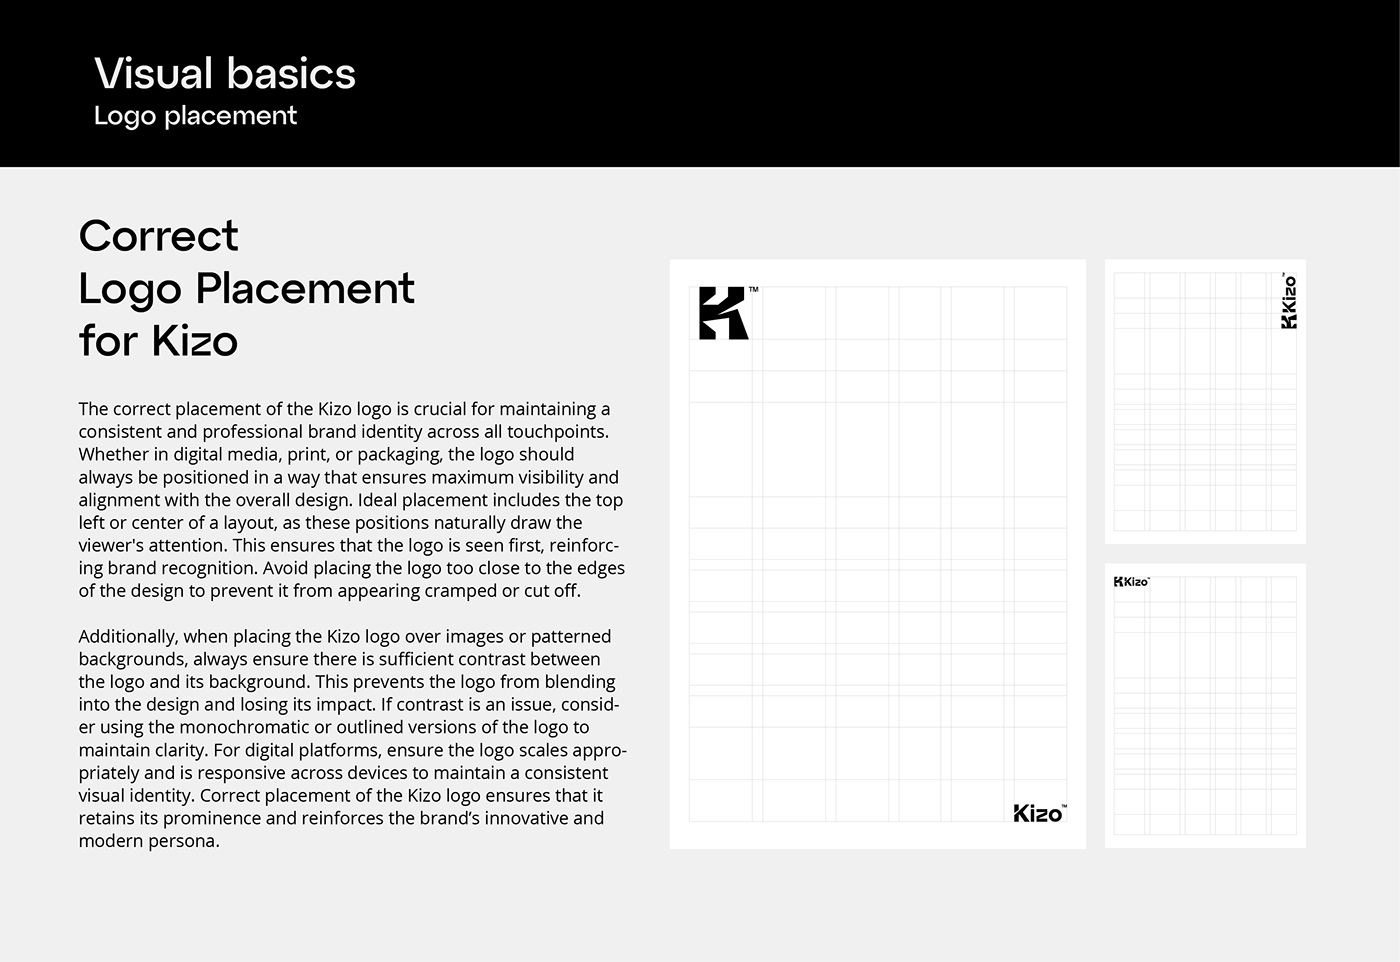 Visual basics
Logo placement
Correct
Logo Placement
for Kizo
The correct placement of the Kizo logo is crucial for maintaining a
consistent and professional brand identity across all touchpoints.
Whether in digital media, print, or packaging, the logo should
always be positioned in a way that ensures maximum visibility and
alignment with the overall design. Ideal placement includes the top
left or center of a layout, as these positions naturally draw the
viewer's attention. This ensures that the logo is seen first, reinforc-
ing brand recognition. Avoid placing the logo too close to the edges
of the design to prevent it from appearing cramped or cut off.
Additionally, when placing the Kizo logo over images or patterned
backgrounds, always ensure there is sufficient contrast between
the logo and its background. This prevents the logo from blending
into the design and losing its impact. If contrast is an issue, consid-
er using the monochromatic or outlined versions of the logo to
maintain clarity. For digital platforms, ensure the logo scales appro-
priately and is responsive across devices to maintain a consistent
visual identity. Correct placement of the Kizo logo ensures that it
retains its prominence and reinforces the brand’s innovative and
modern persona.
K™
Kizo™
K Kizo™
K Kizo™